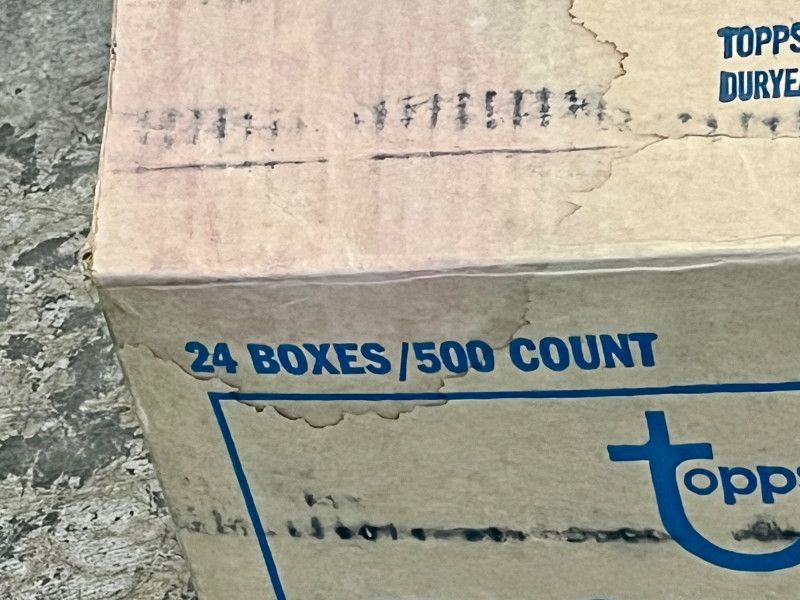 TOPPS
DURYEA
24 BOXES/500 COUNT
topps